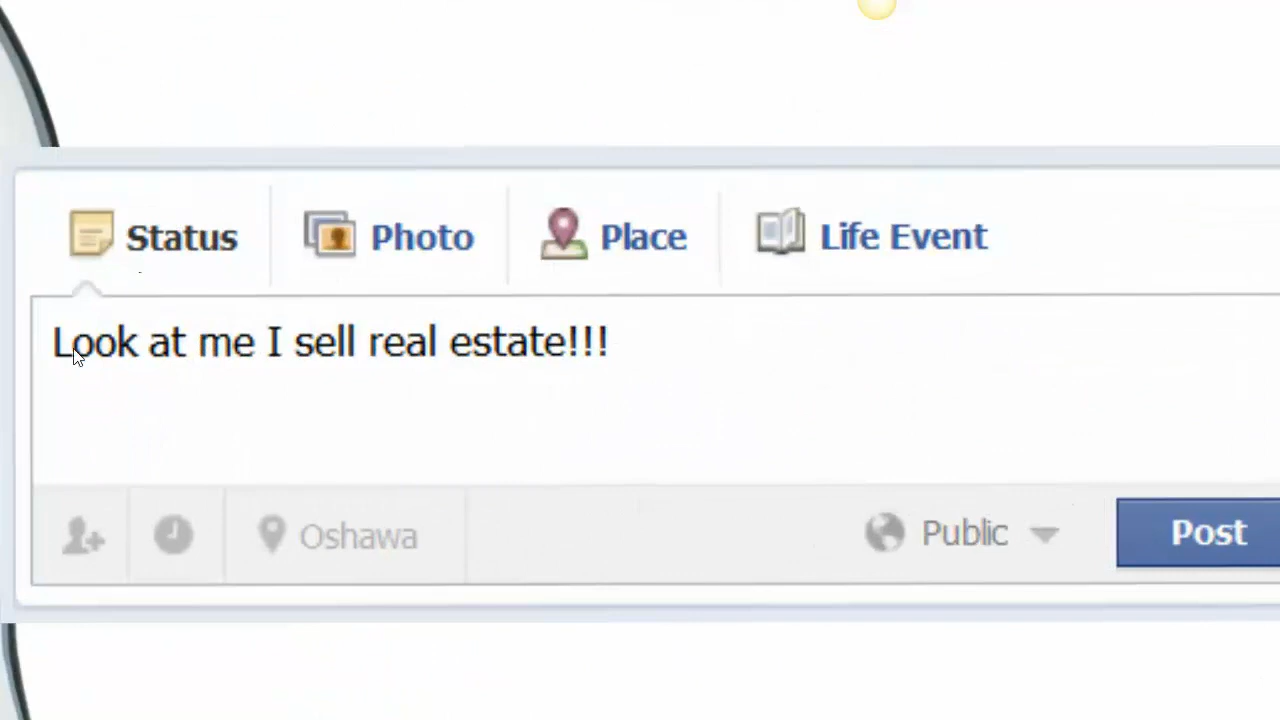 Status Photo Place Life Event
Look at me I sell real estate!!!
Oshawa Public Post